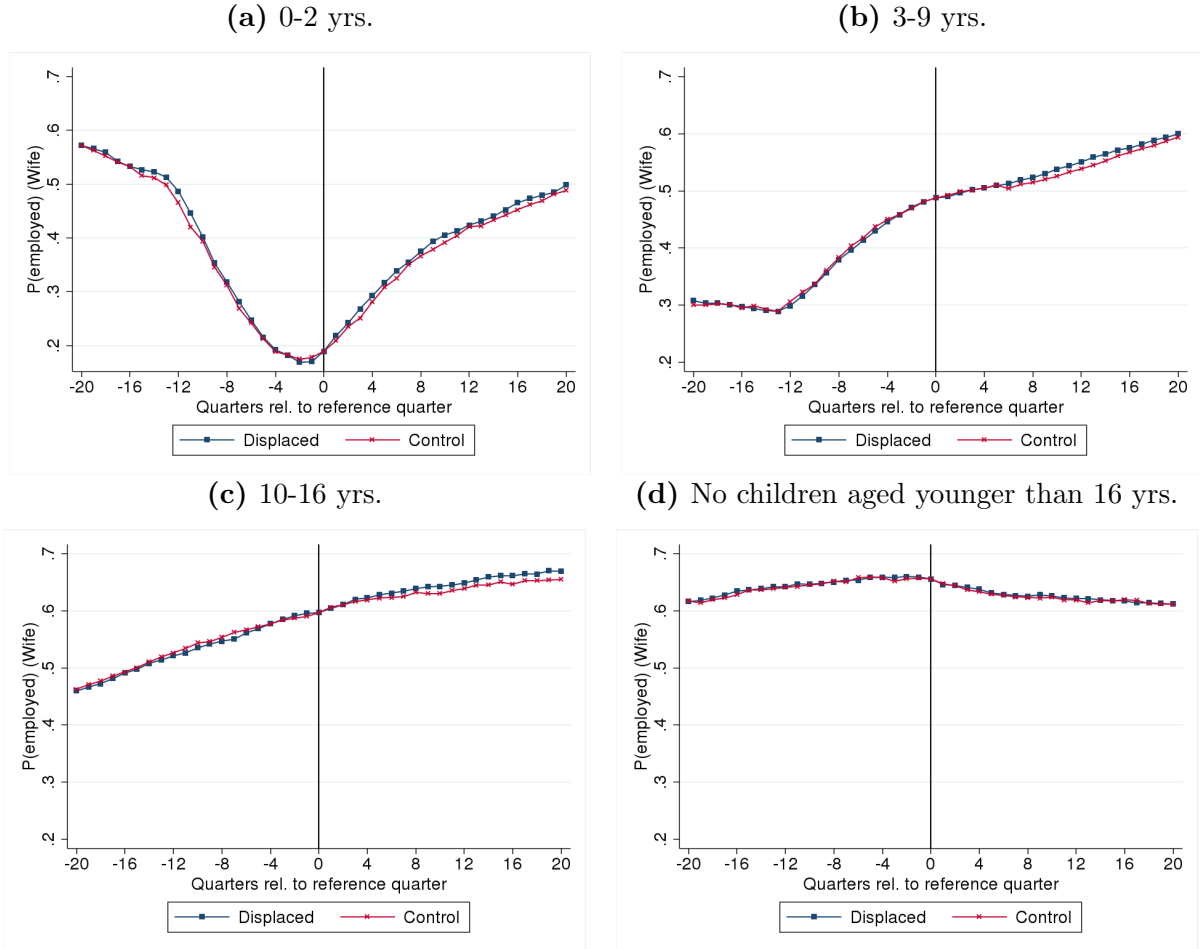 (a) 0-2 yrs.
(b) 3-9 yrs.
P(employed) (Wife)
.7
.6
.5
.4
.3
.2
-20 -16 -12 -8 -4 0 4 8 12 16 20
Quarters rel. to reference quarter
Displaced Control
P(employed) (Wife)
.7
.6
.5
.4
.3
.2
-20 -16 -12 -8 -4 0 4 8 12 16 20
Quarters rel. to reference quarter
Displaced Control
(c) 10-16 yrs.
(d) No children aged younger than 16 yrs.
P(employed) (Wife)
.7
.6
.5
.4
.3
.2
-20 -16 -12 -8 -4 0 4 8 12 16 20
Quarters rel. to reference quarter
Displaced Control
P(employed) (Wife)
.7
.6
.5
.4
.3
.2
-20 -16 -12 -8 -4 0 4 8 12 16 20
Quarters rel. to reference quarter
Displaced Control